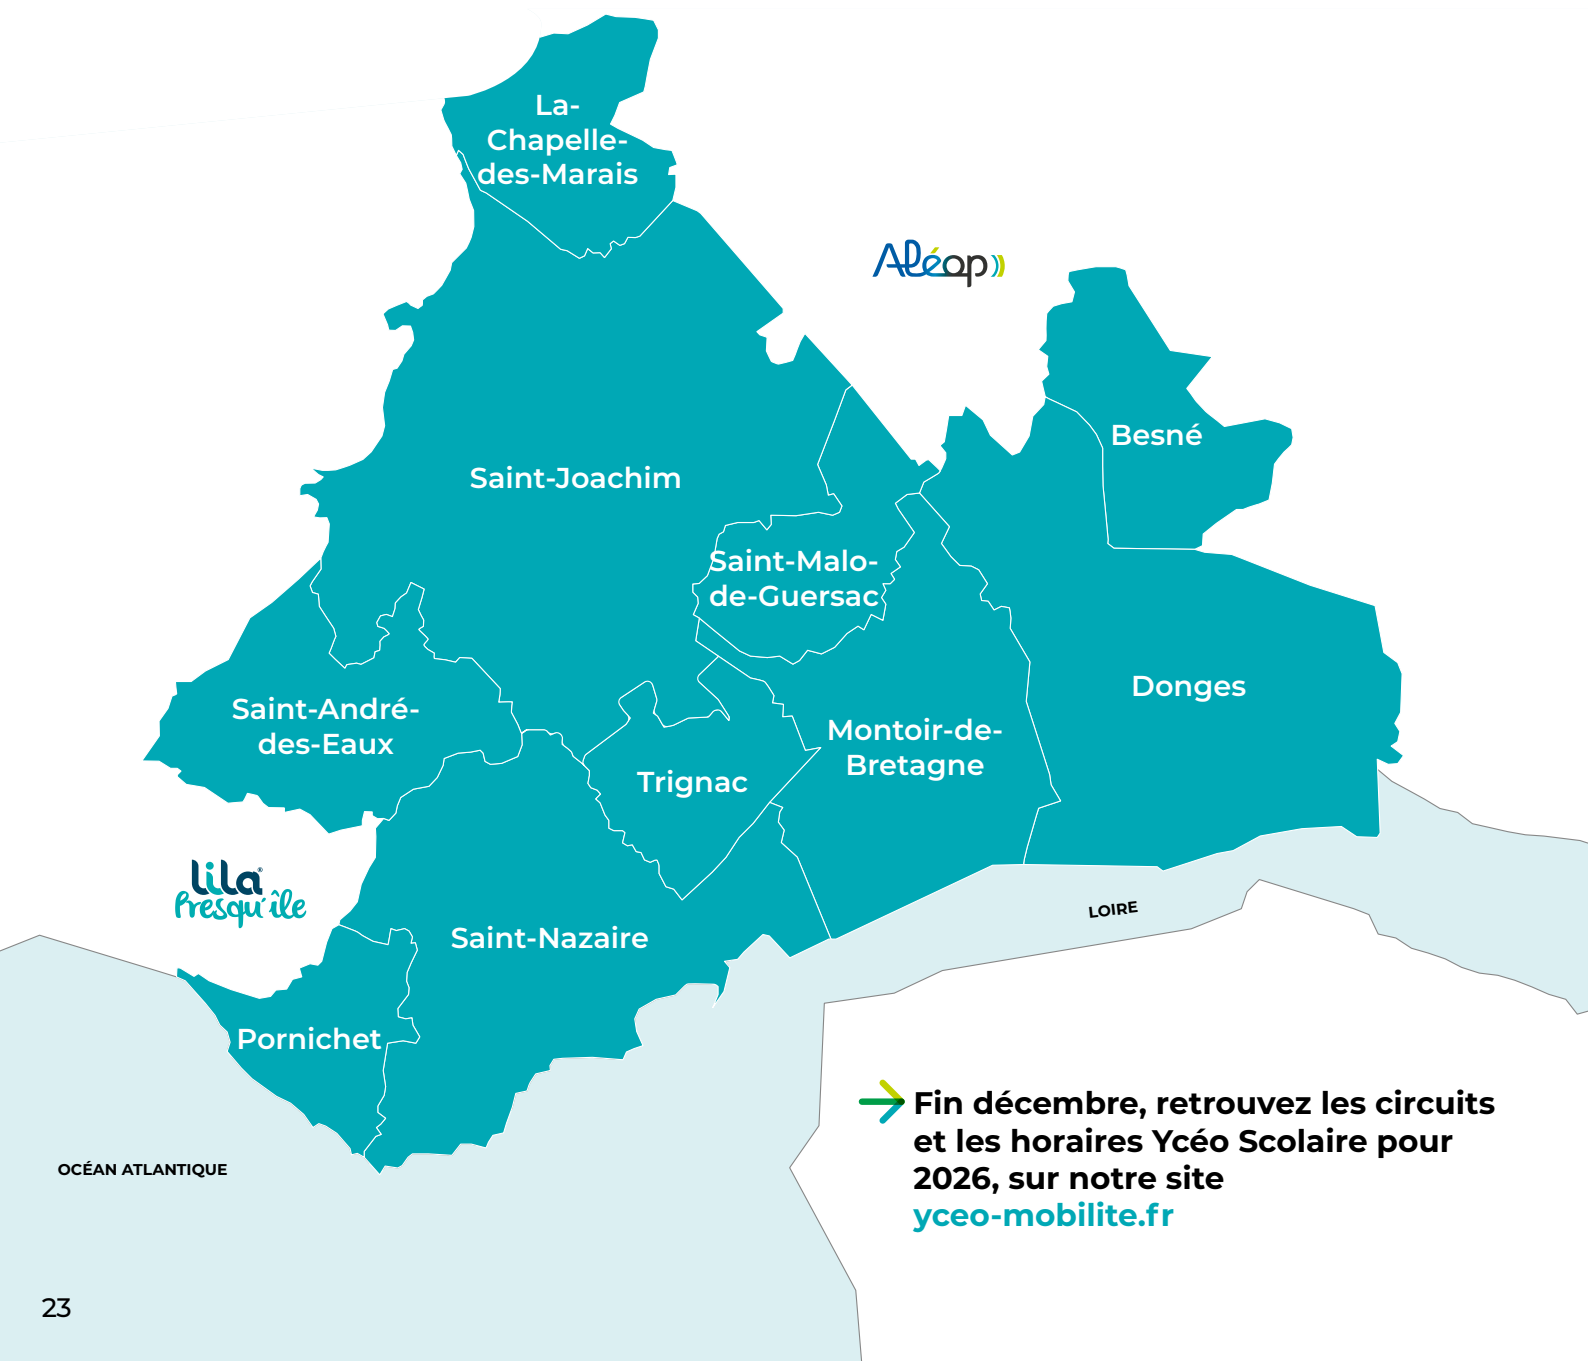 La-
Chapelle-
des-Marais
Aléop
Besné
Saint-Joachim
Saint-Malo-
de-Guersac
Donges
Saint-André-
des-Eaux
Montoir-de-
Bretagne
Trignac
lila
Presqu'île
LOIRE
Saint-Nazaire
Pornichet
Fin décembre, retrouvez les circuits
et les horaires Ycéo Scolaire pour
2026, sur notre site
yceo-mobilite.fr
OCÉAN ATLANTIQUE
23